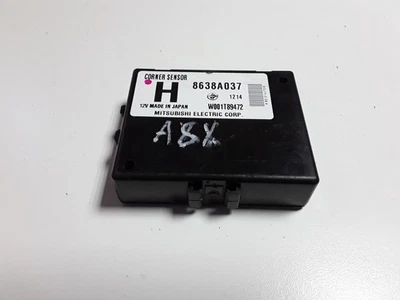 CORNER SENSOR
H 8638A037
1214
12V MADE IN JAPAN W001T89472
MITSUBISHI ELECTRIC CORP.
ASX